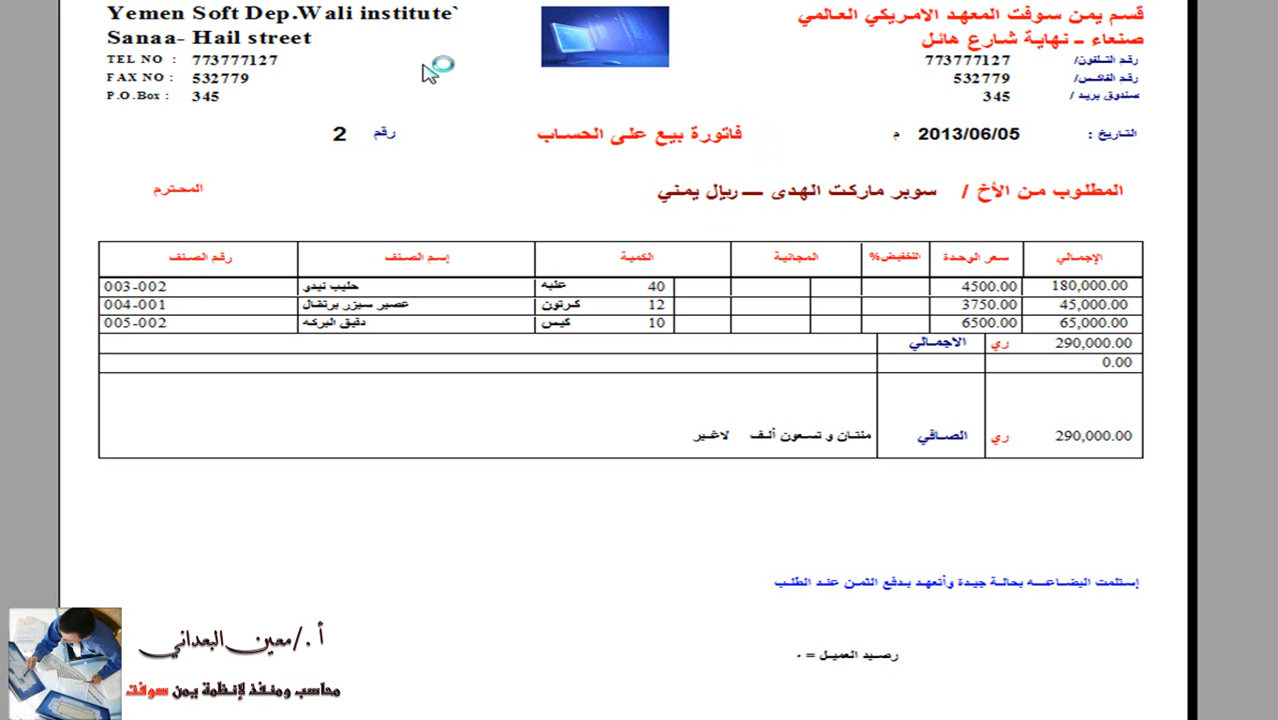 Yemen Soft Dep.Wali institute`
قسم يمن سوفت المعهد الامريكي العالمي
Sanaa- Hail street
صنعاء - نهاية شارع هائل
TEL NO : 773777127
رقم التلفون/ 773777127
FAX NO : 532779
رقم الفاكس/ 532779
P.O.Box : 345
صندوق بريد / 345
التاريخ : 2013/06/05 م
فاتورة بيع على الحساب
رقم 2
المطلوب من الأخ / سوبر ماركت الهدى — ريال يمني
المحترم
الإجمالي سعر الوحدة التخفيض% المجانية الكمية إسم الصنف رقم الصنف
180,000.00 4500.00 40 علبه حليب نيدي 003-002
45,000.00 3750.00 12 كرتون عصير سيزر برتقال 004-001
65,000.00 6500.00 10 كيس دقيق البركه 005-002
290,000.00 ري الاجمالي
0.00
290,000.00 ري الصافي مئتان و تسعون ألف لاغير
إستلمت البضاعه بحالة جيدة وأتعهد بدفع الثمن عند الطلب
رصيد العميل = ٠
أ./معين البعداني
محاسب ومنفذ لإنظمة يمن سوفت